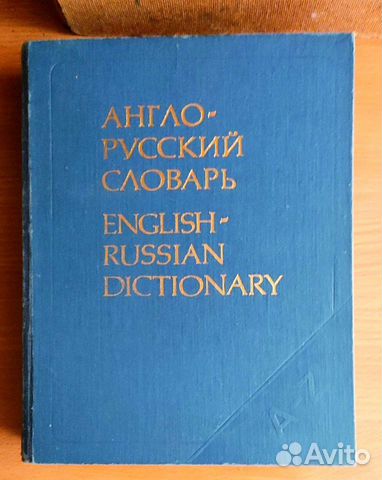 АНГЛО-
РУССКИЙ
СЛОВАРЬ
ENGLISH-
RUSSIAN
DICTIONARY
A-Z
Avito